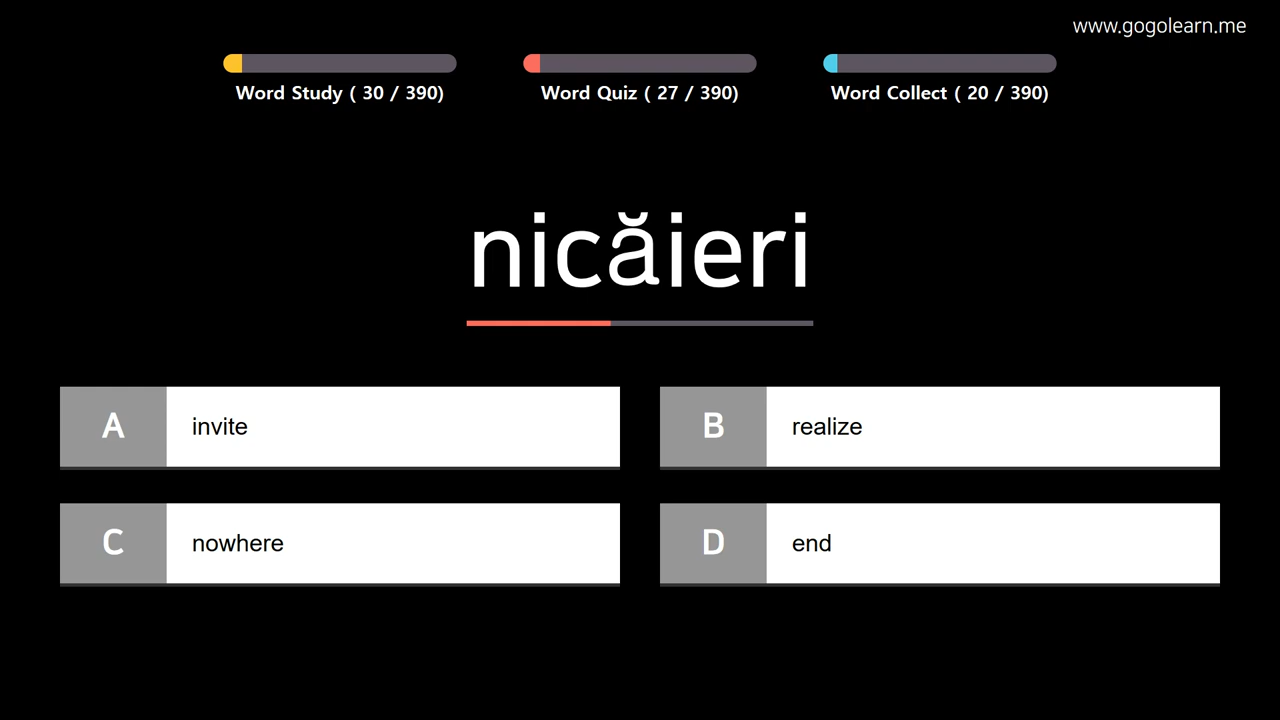 www.gogolearn.me
Word Study ( 30 / 390)
Word Quiz ( 27 / 390)
Word Collect ( 20 / 390)
nicăieri
A invite
B realize
C nowhere
D end